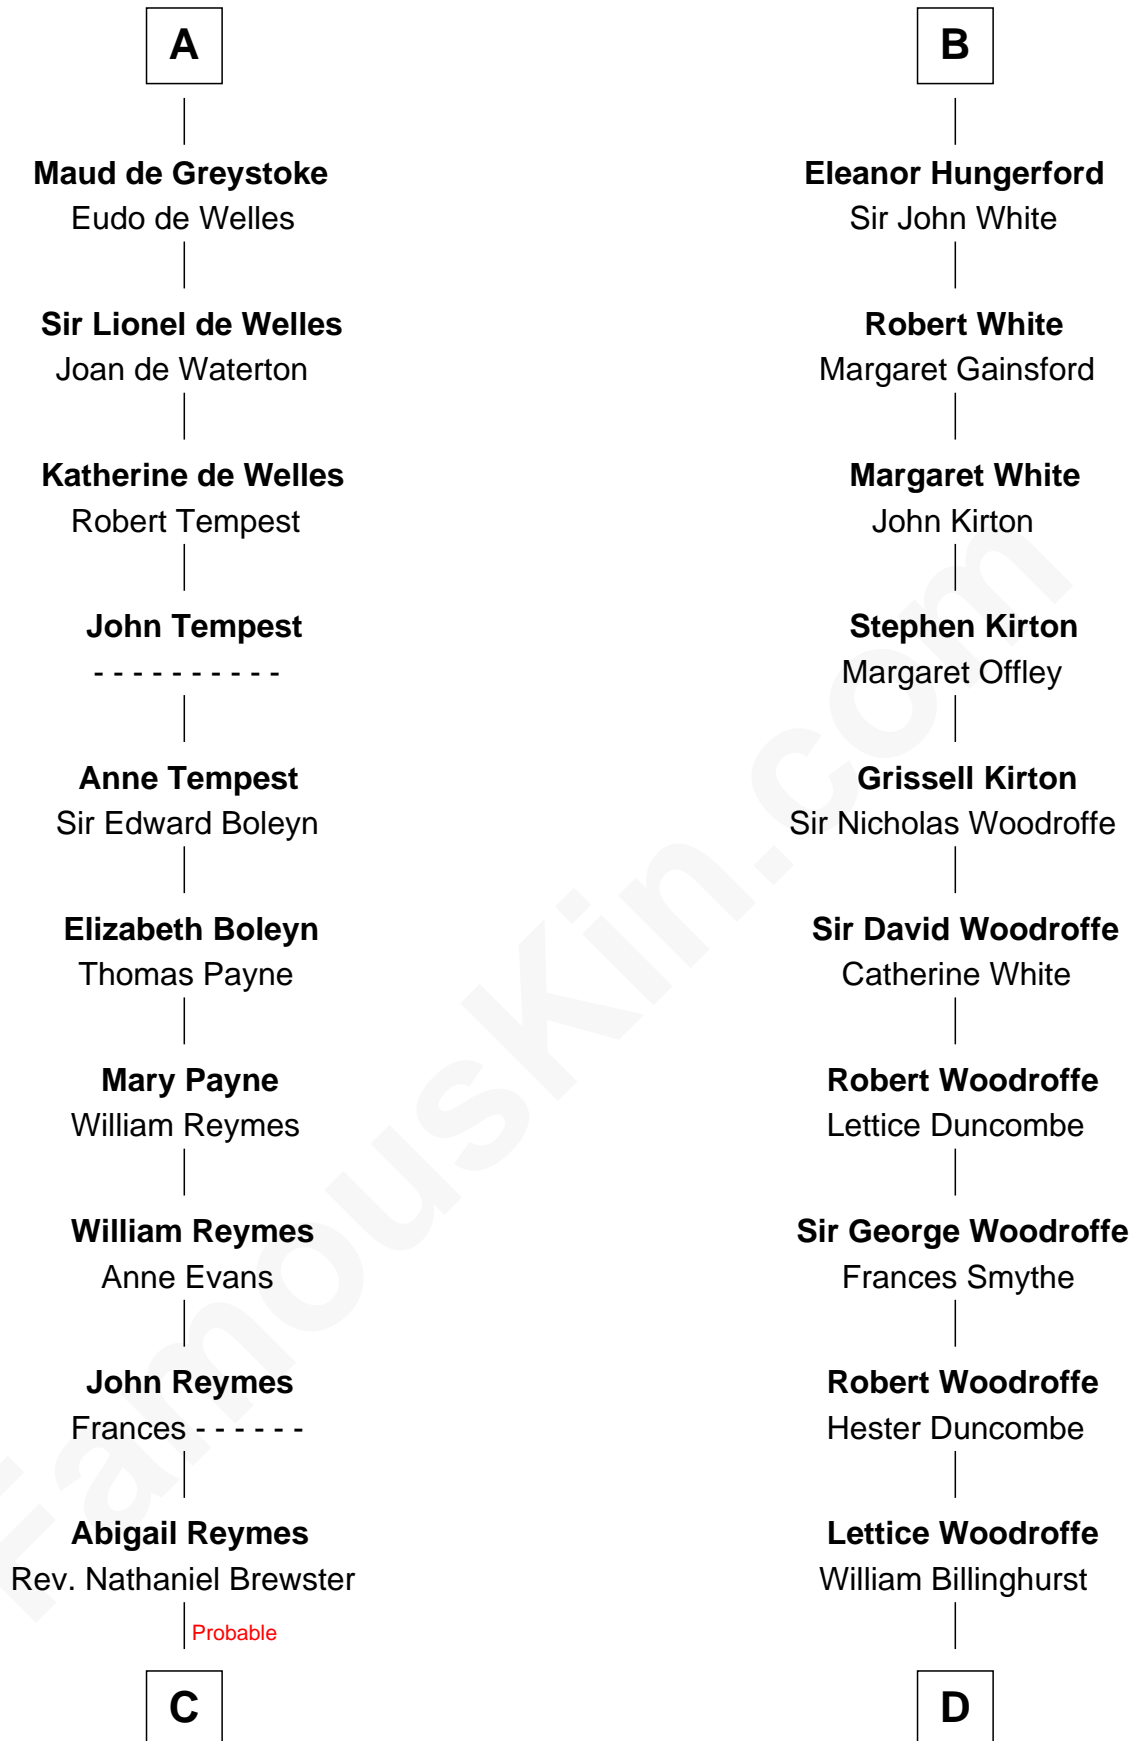 A
Maud de Greystoke
Eudo de Welles
Sir Lionel de Welles
Joan de Waterton
Katherine de Welles
Robert Tempest
John Tempest
- - - - - - - - - -
Anne Tempest
Sir Edward Boleyn
Elizabeth Boleyn
Thomas Payne
Mary Payne
William Reymes
William Reymes
Anne Evans
John Reymes
Frances - - - - - -
Abigail Reymes
Rev. Nathaniel Brewster
Probable
C
B
Eleanor Hungerford
Sir John White
Robert White
Margaret Gainsford
Margaret White
John Kirton
Stephen Kirton
Margaret Offley
Grissell Kirton
Sir Nicholas Woodroffe
Sir David Woodroffe
Catherine White
Robert Woodroffe
Lettice Duncombe
Sir George Woodroffe
Frances Smythe
Robert Woodroffe
Hester Duncombe
Lettice Woodroffe
William Billinghurst
D
FamousKin.com